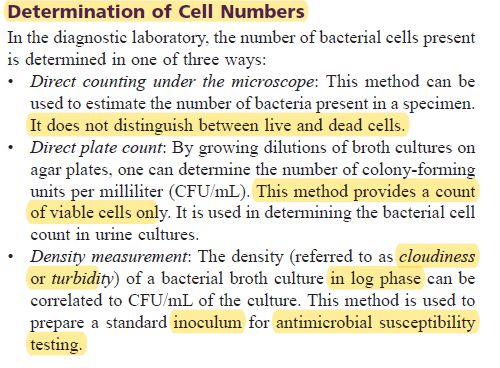 Determination of Cell Numbers
In the diagnostic laboratory, the number of bacterial cells present
is determined in one of three ways:
• Direct counting under the microscope: This method can be
used to estimate the number of bacteria present in a specimen.
It does not distinguish between live and dead cells.
• Direct plate count: By growing dilutions of broth cultures on
agar plates, one can determine the number of colony-forming
units per milliliter (CFU/mL). This method provides a count
of viable cells only. It is used in determining the bacterial cell
count in urine cultures.
• Density measurement: The density (referred to as cloudiness
or turbidity) of a bacterial broth culture in log phase can be
correlated to CFU/mL of the culture. This method is used to
prepare a standard inoculum for antimicrobial susceptibility
testing.